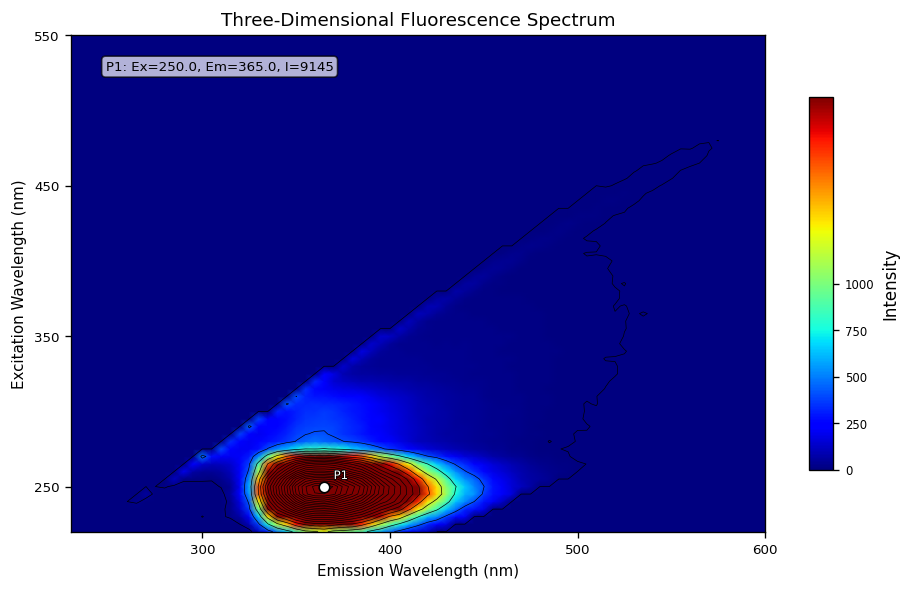 Three-Dimensional Fluorescence Spectrum
550
P1: Ex=250.0, Em=365.0, I=9145
450
350
250
P1
300
400
500
600
Emission Wavelength (nm)
Excitation Wavelength (nm)
1000
750
500
250
0
Intensity